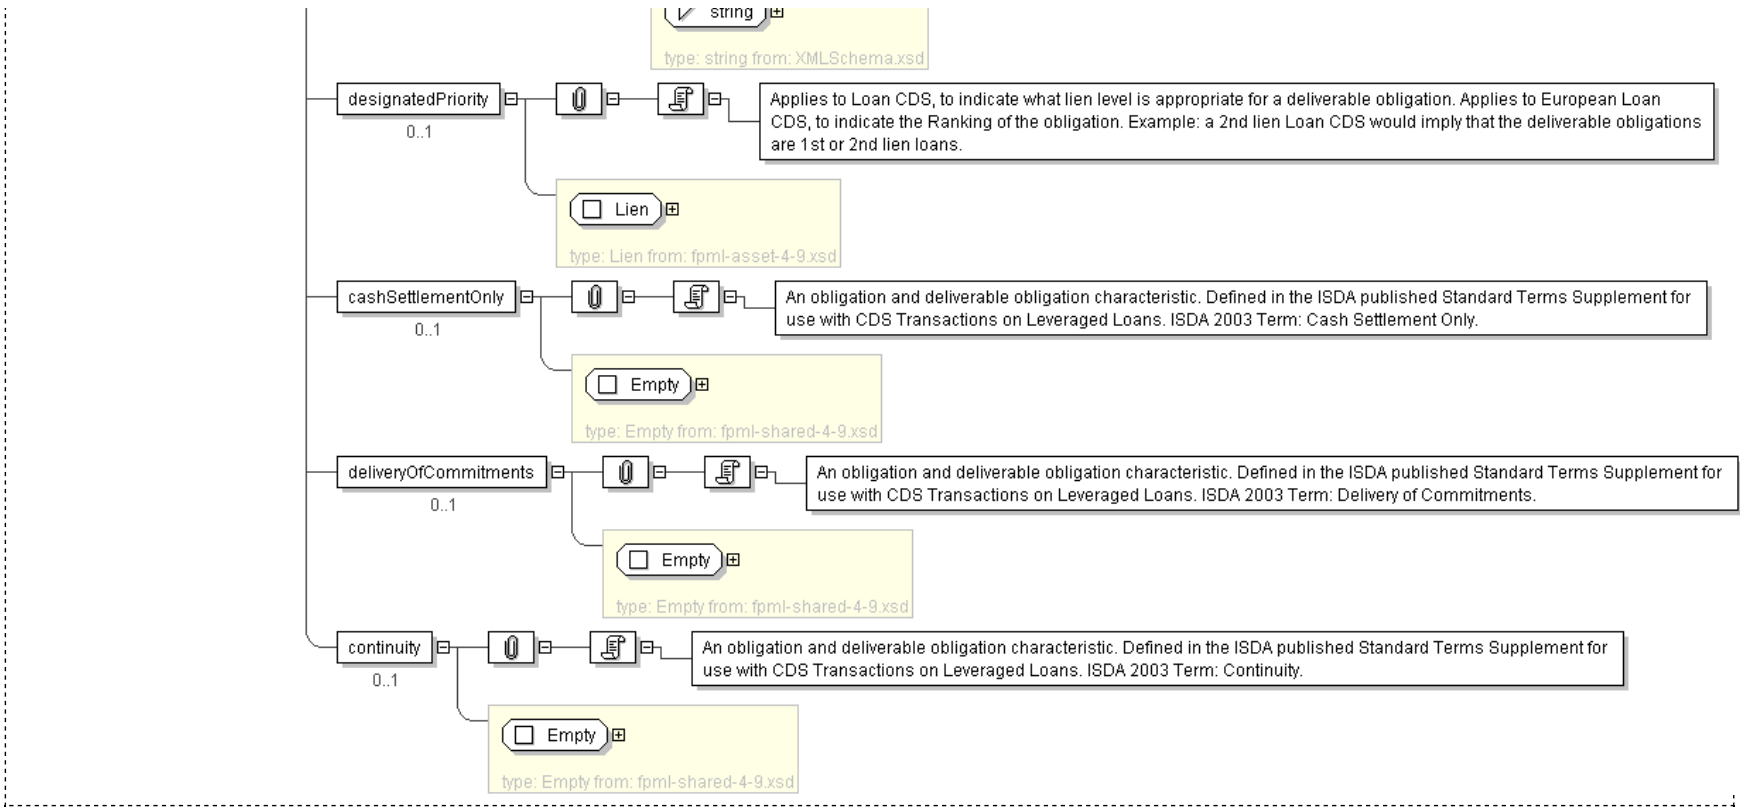 string
type: string from: XMLSchema.xsd
designatedPriority
0..1
Applies to Loan CDS, to indicate what lien level is appropriate for a deliverable obligation. Applies to European Loan
CDS, to indicate the Ranking of the obligation. Example: a 2nd lien Loan CDS would imply that the deliverable obligations
are 1st or 2nd lien loans.
Lien
type: Lien from: fpml-asset-4-9.xsd
cashSettlementOnly
0..1
An obligation and deliverable obligation characteristic. Defined in the ISDA published Standard Terms Supplement for
use with CDS Transactions on Leveraged Loans. ISDA 2003 Term: Cash Settlement Only.
Empty
type: Empty from: fpml-shared-4-9.xsd
deliveryOfCommitments
0..1
An obligation and deliverable obligation characteristic. Defined in the ISDA published Standard Terms Supplement for
use with CDS Transactions on Leveraged Loans. ISDA 2003 Term: Delivery of Commitments.
Empty
type: Empty from: fpml-shared-4-9.xsd
continuity
0..1
An obligation and deliverable obligation characteristic. Defined in the ISDA published Standard Terms Supplement for
use with CDS Transactions on Leveraged Loans. ISDA 2003 Term: Continuity.
Empty
type: Empty from: fpml-shared-4-9.xsd